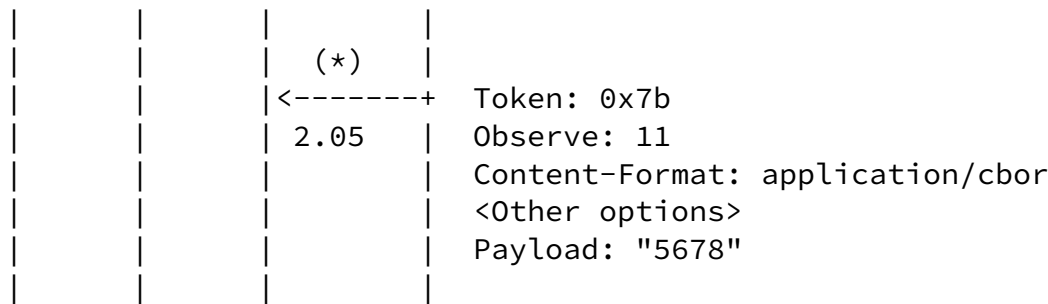 |       |       |         |
|       |       |   (*)   |
|       |       |<-------+  Token: 0x7b
|       |       | 2.05    |  Observe: 11
|       |       |         |  Content-Format: application/cbor
|       |       |         |  <Other options>
|       |       |         |  Payload: "5678"
|       |       |         |